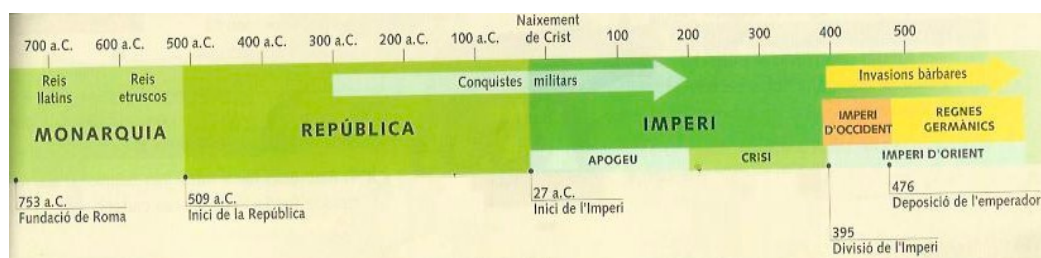 Naixement
700 a.C. 600 a.C. 500 a.C. 400 a.C. 300 a.C. 200 a.C. 100 a.C. de Crist 100 200 300 400 500
Reis
llatins
Reis
etruscos
Conquistes militars
Invasions bàrbares
MONARQUIA
REPÚBLICA
IMPERI
IMPERI
D'OCCIDENT
REGNES
GERMÀNICS
APOGEU
CRISI
IMPERI D'ORIENT
753 a.C.
Fundació de Roma
509 a.C.
Inici de la República
27 a.C.
Inici de l'Imperi
476
Deposició de l'emperador
395
Divisió de l'Imperi